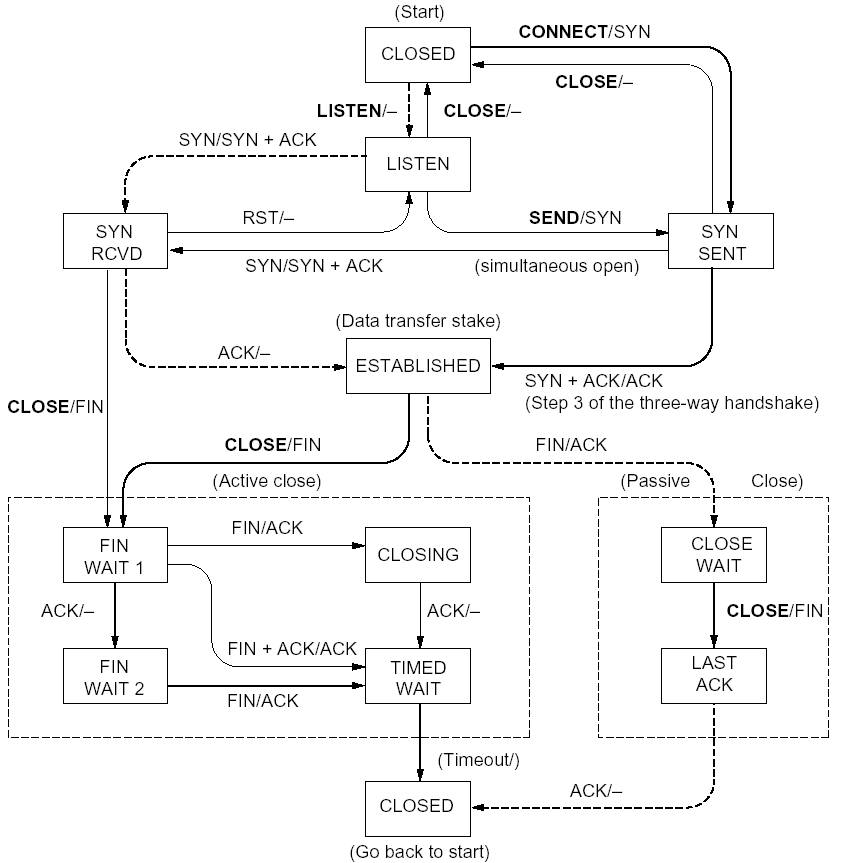 (Start)
CONNECT/SYN
CLOSED
CLOSE/–
LISTEN/–
CLOSE/–
SYN/SYN + ACK
LISTEN
RST/–
SEND/SYN
SYN
RCVD
SYN
SENT
SYN/SYN + ACK
(simultaneous open)
(Data transfer stake)
ACK/–
ESTABLISHED
SYN + ACK/ACK
(Step 3 of the three-way handshake)
CLOSE/FIN
CLOSE/FIN
FIN/ACK
(Active close)
(Passive Close)
FIN/ACK
FIN
WAIT 1
CLOSING
CLOSE
WAIT
ACK/–
ACK/–
CLOSE/FIN
FIN + ACK/ACK
FIN
WAIT 2
TIMED
WAIT
LAST
ACK
FIN/ACK
(Timeout/)
ACK/–
CLOSED
(Go back to start)